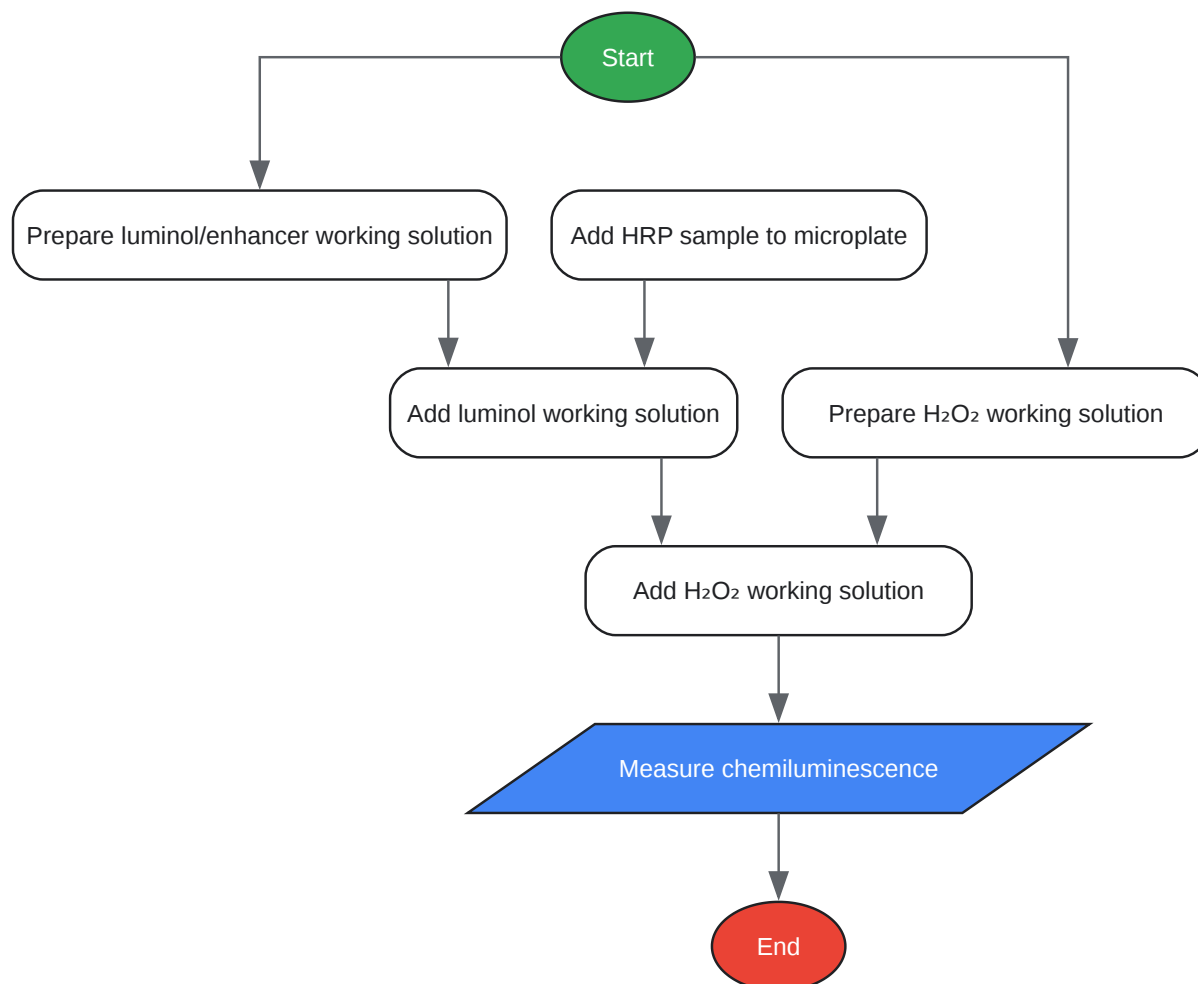 Start
Prepare luminol/enhancer working solution
Add HRP sample to microplate
Add luminol working solution
Prepare H₂O₂ working solution
Add H₂O₂ working solution
Measure chemiluminescence
End